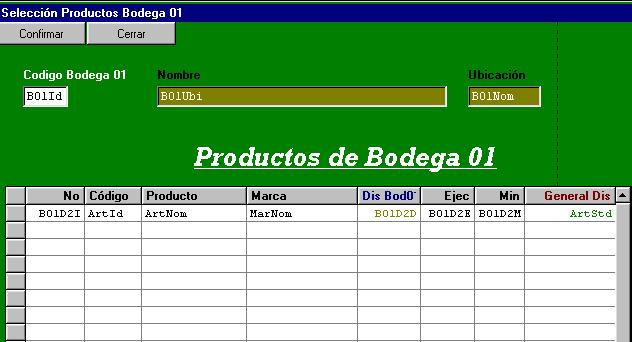 Selección Productos Bodega 01
Confirmar Cerrar
Codigo Bodega 01 Nombre Ubicación
B01Id B01Ubi B01Nom
Productos de Bodega 01
No Código Producto Marca Dis Bod0 Ejec Min General Dis
B01D2I ArtId ArtNom MarNom B01D2D B01D2E B01D2M ArtStd